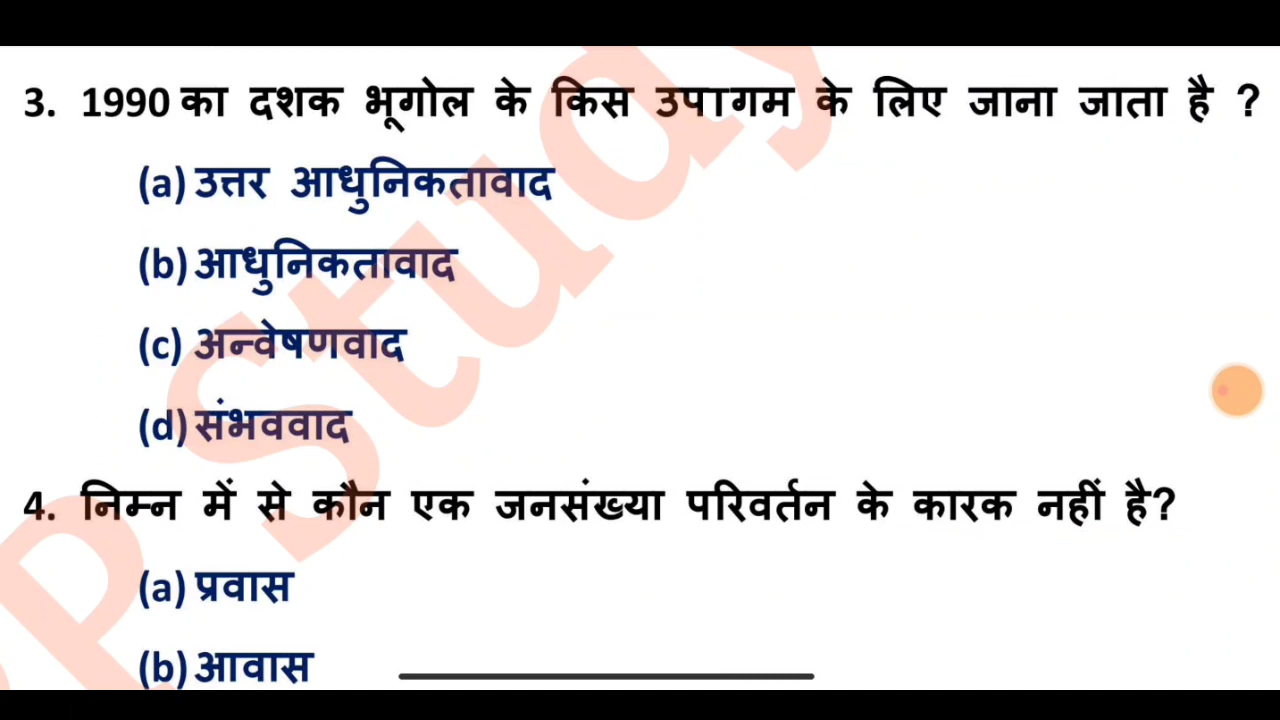 3. 1990 का दशक भूगोल के किस उपागम के लिए जाना जाता है ?
(a) उत्तर आधुनिकतावाद
(b) आधुनिकतावाद
(c) अन्वेषणवाद
(d) संभववाद
4. निम्न में से कौन एक जनसंख्या परिवर्तन के कारक नहीं है?
(a) प्रवास
(b) आवास
P Study